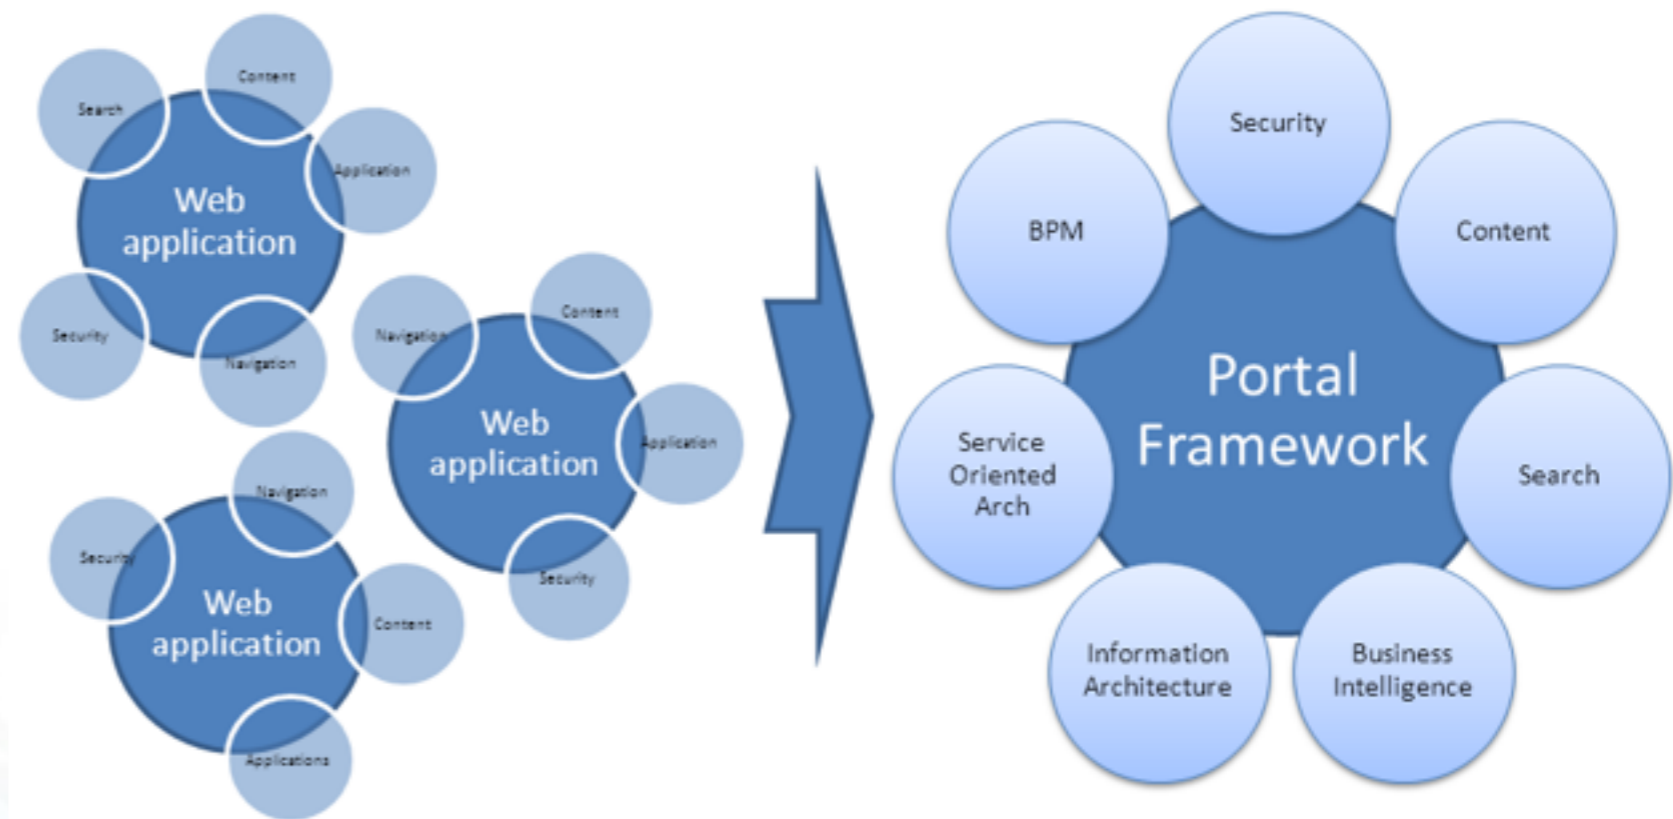 Content
Search
Application
Web
application
Security
Navigation
Content
Navigation
Web
application
Application
Security
Navigation
Security
Web
application
Content
Applications
Security
BPM
Content
Portal
Framework
Service
Oriented
Arch
Search
Information
Architecture
Business
Intelligence